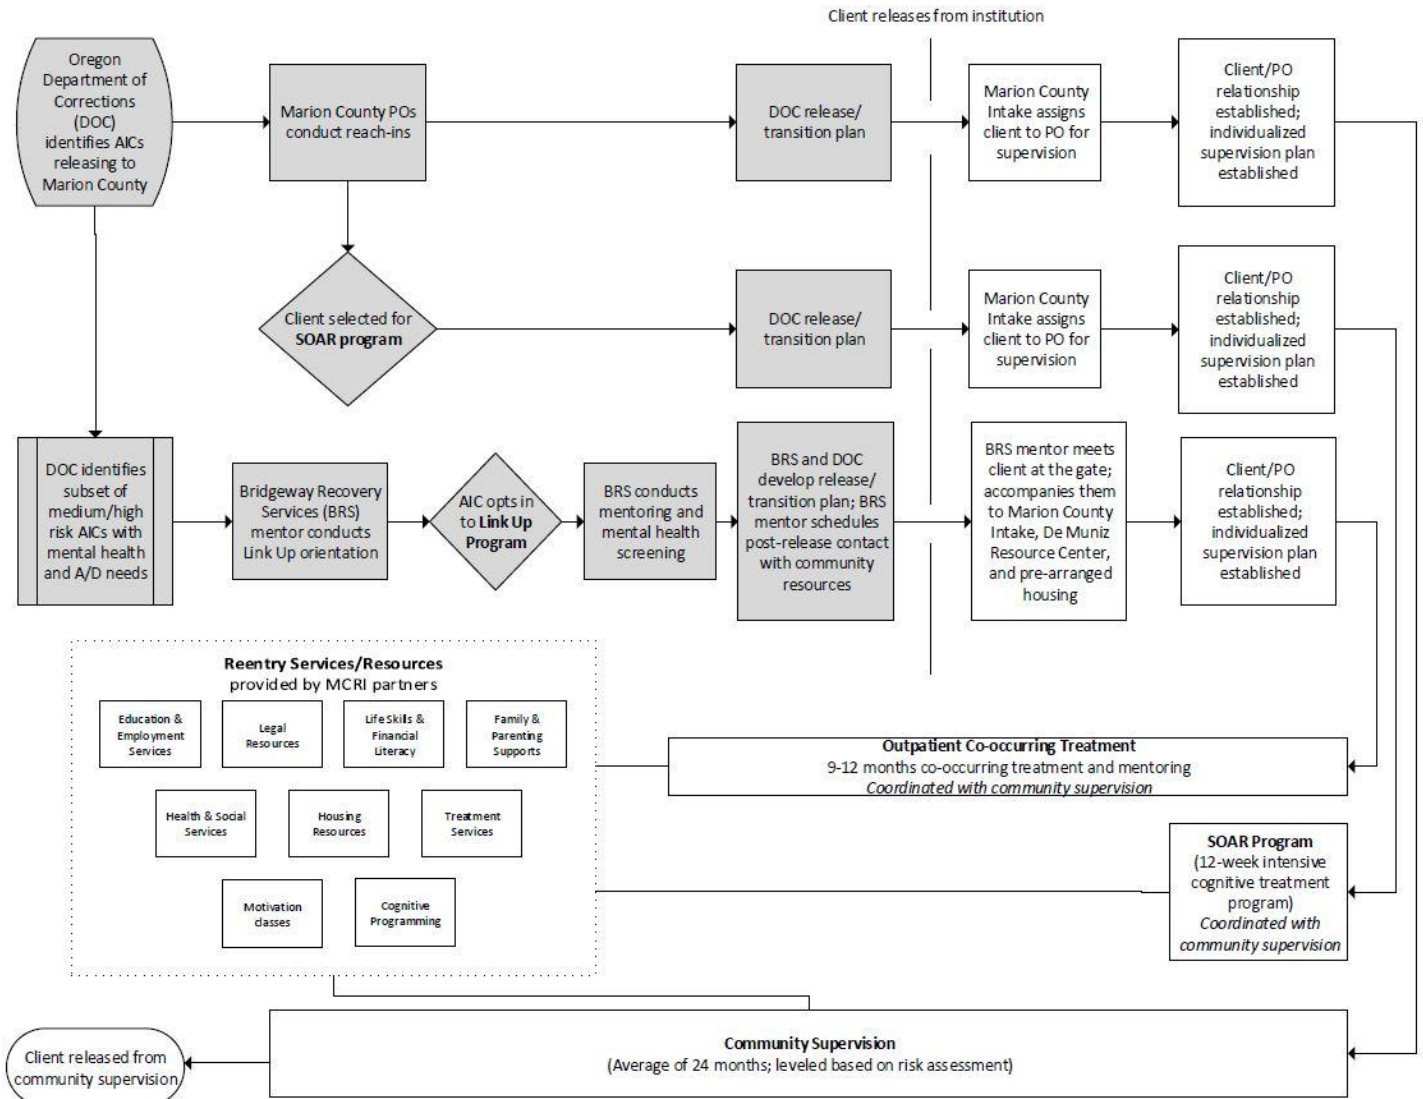 Client releases from institution
Oregon
Department of
Corrections
(DOC)
identifies AICs
releasing to
Marion County
Marion County POs
conduct reach-ins
DOC release/
transition plan
Marion County
Intake assigns
client to PO for
supervision
Client/PO
relationship
established;
individualized
supervision plan
established
Client selected for
SOAR program
DOC release/
transition plan
Marion County
Intake assigns
client to PO for
supervision
Client/PO
relationship
established;
individualized
supervision plan
established
DOC identifies
subset of
medium/high
risk AICs with
mental health
and A/D needs
Bridgeway Recovery
Services (BRS)
mentor conducts
Link Up orientation
AIC opts in
to Link Up
Program
BRS conducts
mentoring and
mental health
screening
BRS and DOC
develop release/
transition plan; BRS
mentor schedules
post-release contact
with community
resources
BRS mentor meets
client at the gate;
accompanies them
to Marion County
Intake, De Muniz
Resource Center,
and pre-arranged
housing
Client/PO
relationship
established;
individualized
supervision plan
established
Reentry Services/Resources
provided by MCRI partners
Education &
Employment
Services
Legal
Resources
Life Skills &
Financial
Literacy
Family &
Parenting
Supports
Health & Social
Services
Housing
Resources
Treatment
Services
Motivation
classes
Cognitive
Programming
Outpatient Co-occurring Treatment
9-12 months co-occurring treatment and mentoring
Coordinated with community supervision
SOAR Program
(12-week intensive
cognitive treatment
program)
Coordinated with
community supervision
Community Supervision
(Average of 24 months; leveled based on risk assessment)
Client released from
community supervision